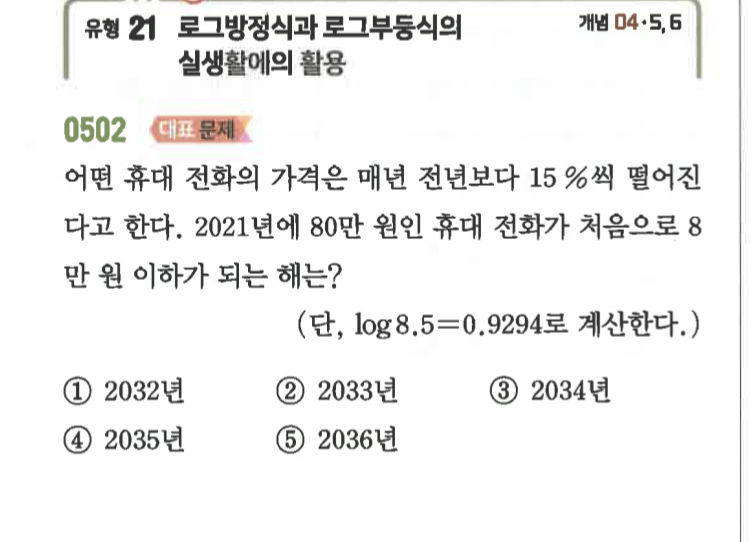 유형 21 로그방정식과 로그부등식의 개념 04·5, 6
실생활에의 활용
0502 대표 문제
어떤 휴대 전화의 가격은 매년 전년보다 15 %씩 떨어진
다고 한다. 2021년에 80만 원인 휴대 전화가 처음으로 8
만 원 이하가 되는 해는?
(단, log 8.5=0.9294로 계산한다.)
① 2032년 ② 2033년 ③ 2034년
④ 2035년 ⑤ 2036년